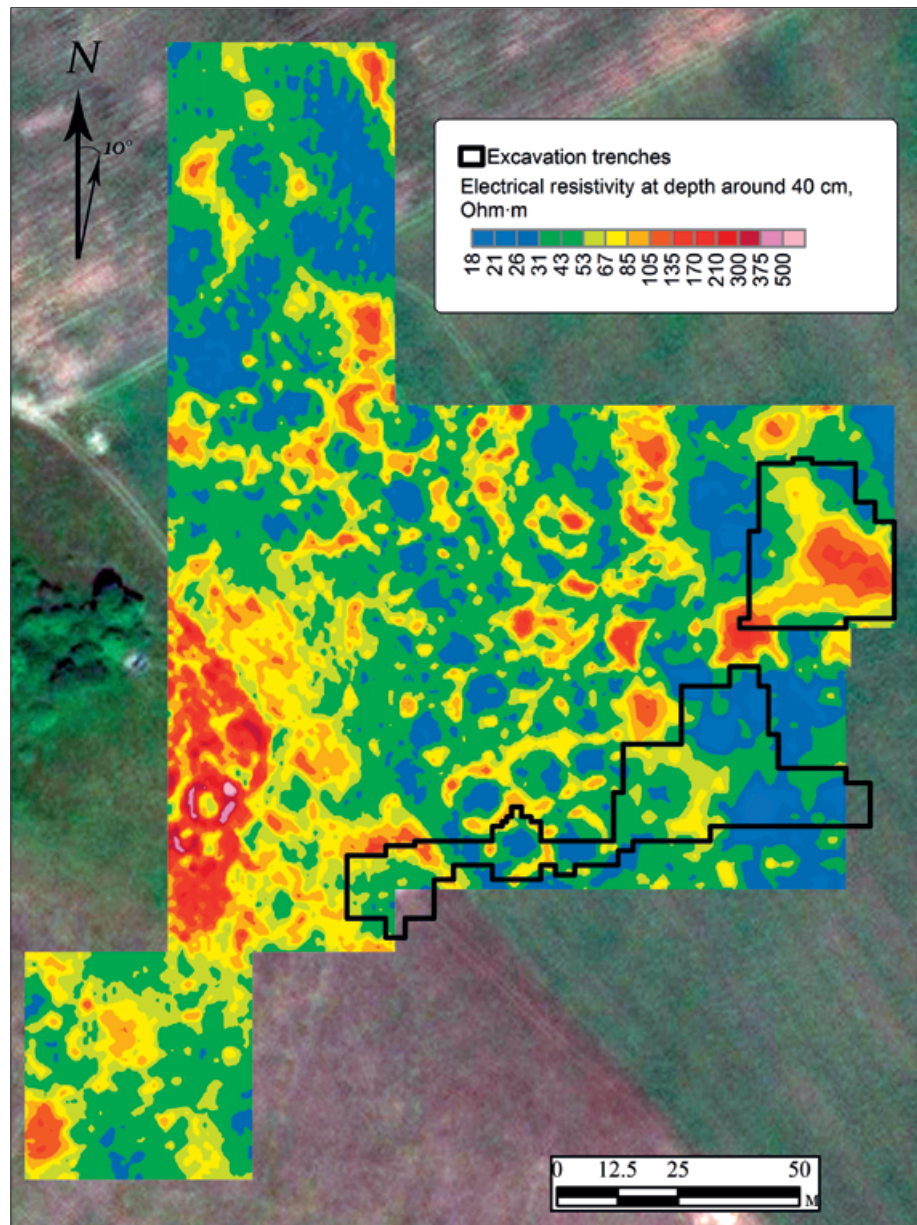 N
10°
Excavation trenches
Electrical resistivity at depth around 40 cm,
Ohm·m
18 21 26 31 43 53 67 85 105 135 170 210 300 375 500
0 12.5 25 50
м